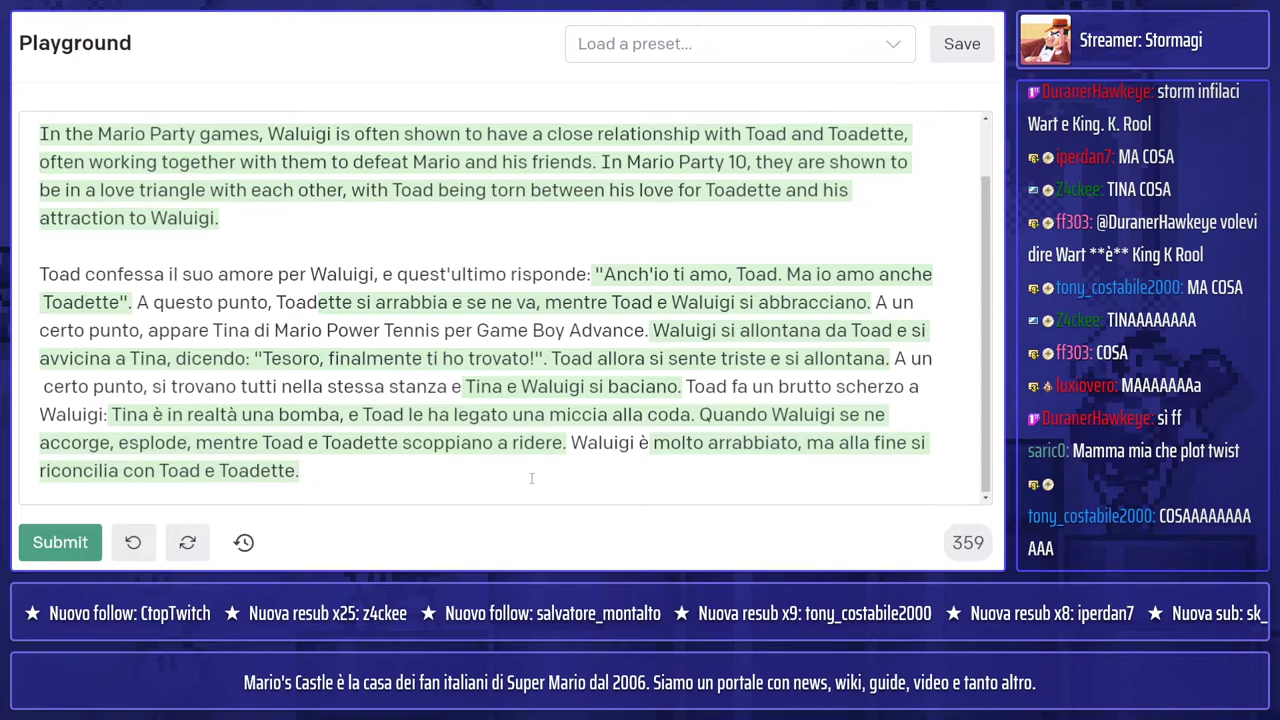 Playground
Load a preset...
Save
In the Mario Party games, Waluigi is often shown to have a close relationship with Toad and Toadette,
often working together with them to defeat Mario and his friends. In Mario Party 10, they are shown to
be in a love triangle with each other, with Toad being torn between his love for Toadette and his
attraction to Waluigi.
Toad confessa il suo amore per Waluigi, e quest'ultimo risponde: "Anch'io ti amo, Toad. Ma io amo anche
Toadette". A questo punto, Toadette si arrabbia e se ne va, mentre Toad e Waluigi si abbracciano. A un
certo punto, appare Tina di Mario Power Tennis per Game Boy Advance. Waluigi si allontana da Toad e si
avvicina a Tina, dicendo: "Tesoro, finalmente ti ho trovato!". Toad allora si sente triste e si allontana. A un
certo punto, si trovano tutti nella stessa stanza e Tina e Waluigi si baciano. Toad fa un brutto scherzo a
Waluigi: Tina è in realtà una bomba, e Toad le ha legato una miccia alla coda. Quando Waluigi se ne
accorge, esplode, mentre Toad e Toadette scoppiano a ridere. Waluigi è molto arrabbiato, ma alla fine si
riconcilia con Toad e Toadette.
Submit
359
Streamer: Stormagi
DuranerHawkeye: storm infilaci
Wart e King. K. Rool
iperdan7: MA COSA
Z4ckee: TINA COSA
ff303: @DuranerHawkeye volevi
dire Wart **è** King K Rool
tony_costabile2000: MA COSA
Z4ckee: TINAAAAAAAA
ff303: COSA
luxiovero: MAAAAAAAa
DuranerHawkeye: sì ff
saric0: Mamma mia che plot twist
tony_costabile2000: COSAAAAAAAA
AAA
★ Nuovo follow: CtopTwitch ★ Nuova resub x25: z4ckee ★ Nuovo follow: salvatore_montalto ★ Nuova resub x9: tony_costabile2000 ★ Nuova resub x8: iperdan7 ★ Nuova sub: sk_
Mario's Castle è la casa dei fan italiani di Super Mario dal 2006. Siamo un portale con news, wiki, guide, video e tanto altro.